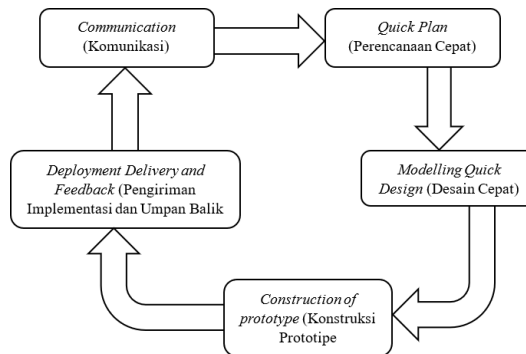 Communication
(Komunikasi)
Quick Plan
(Perencanaan Cepat)
Modelling Quick
Design (Desain Cepat)
Construction of
prototype (Konstruksi
Prototipe
Deployment Delivery and
Feedback (Pengiriman
Implementasi dan Umpan Balik